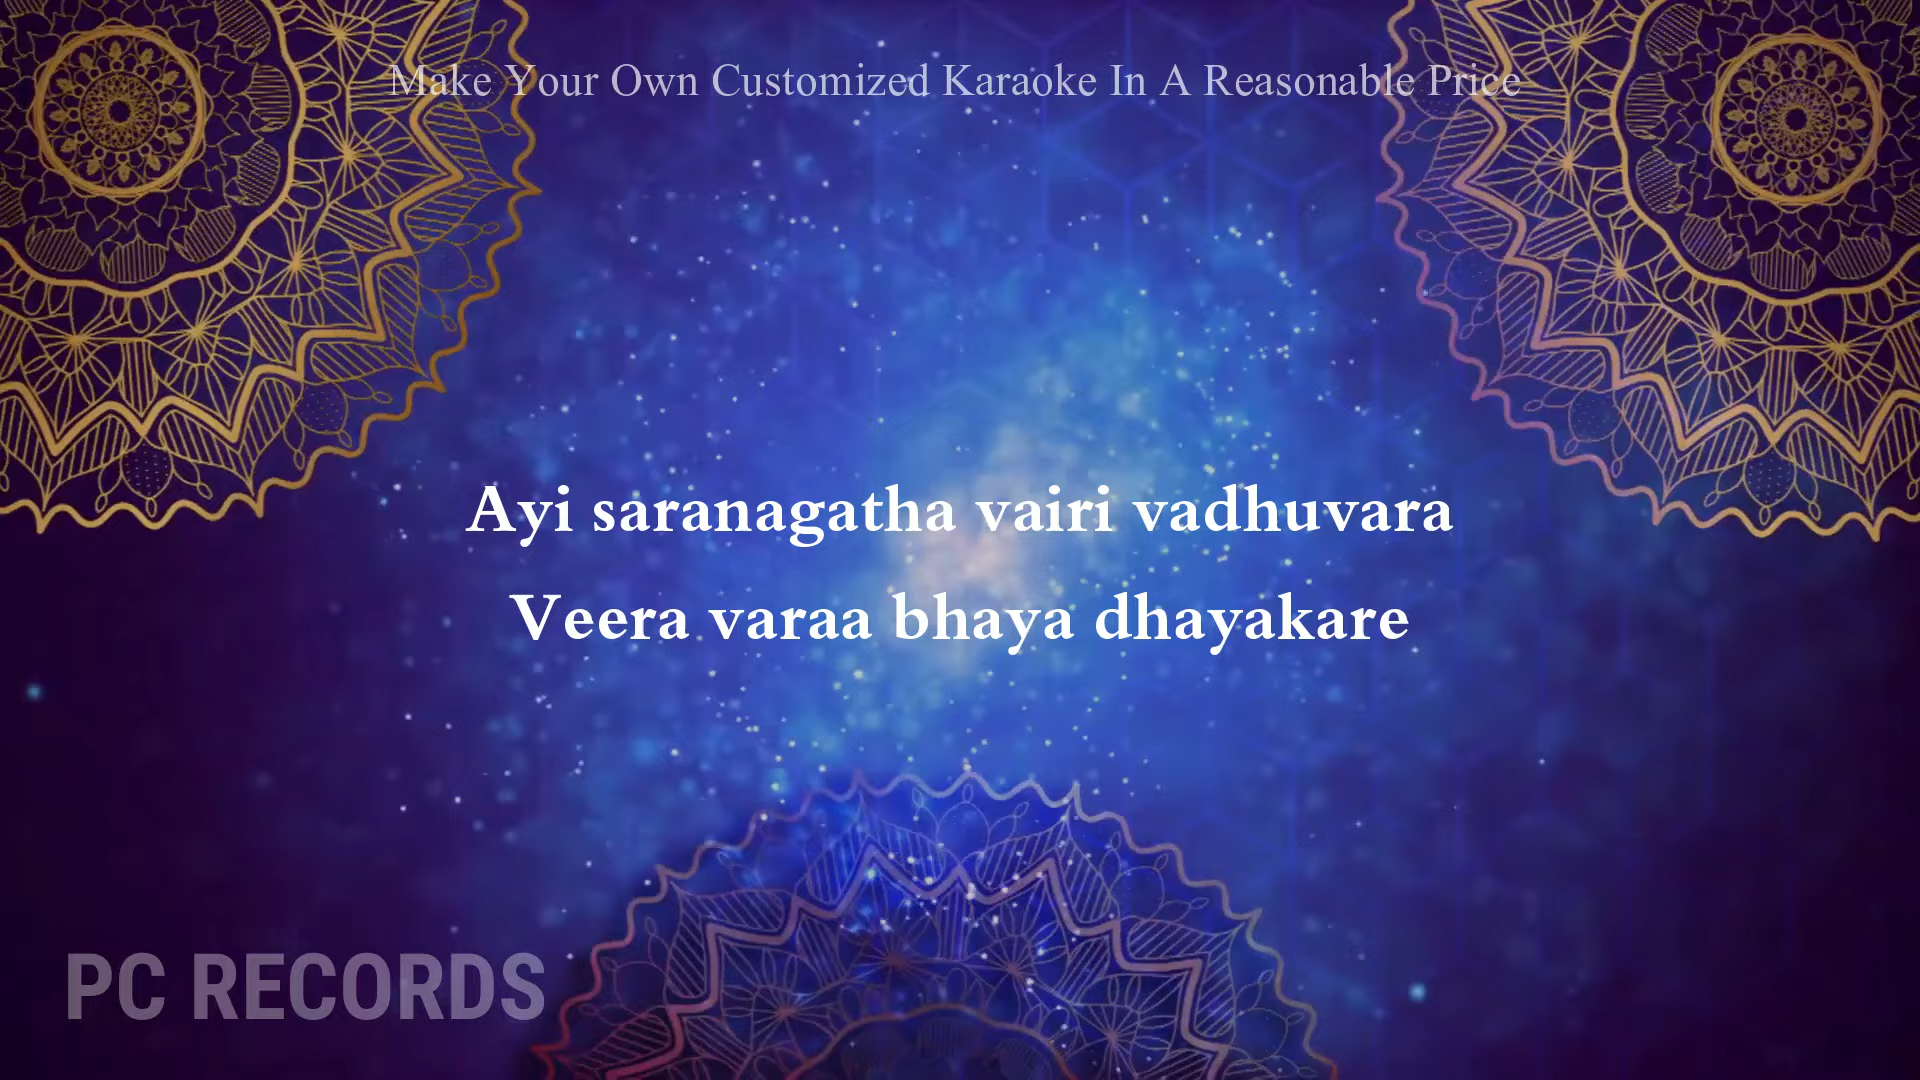 Make Your Own Customized Karaoke In A Reasonable Price
Ayi saranagatha vairi vadhuvara
Veera varaa bhaya dhayakare
PC RECORDS